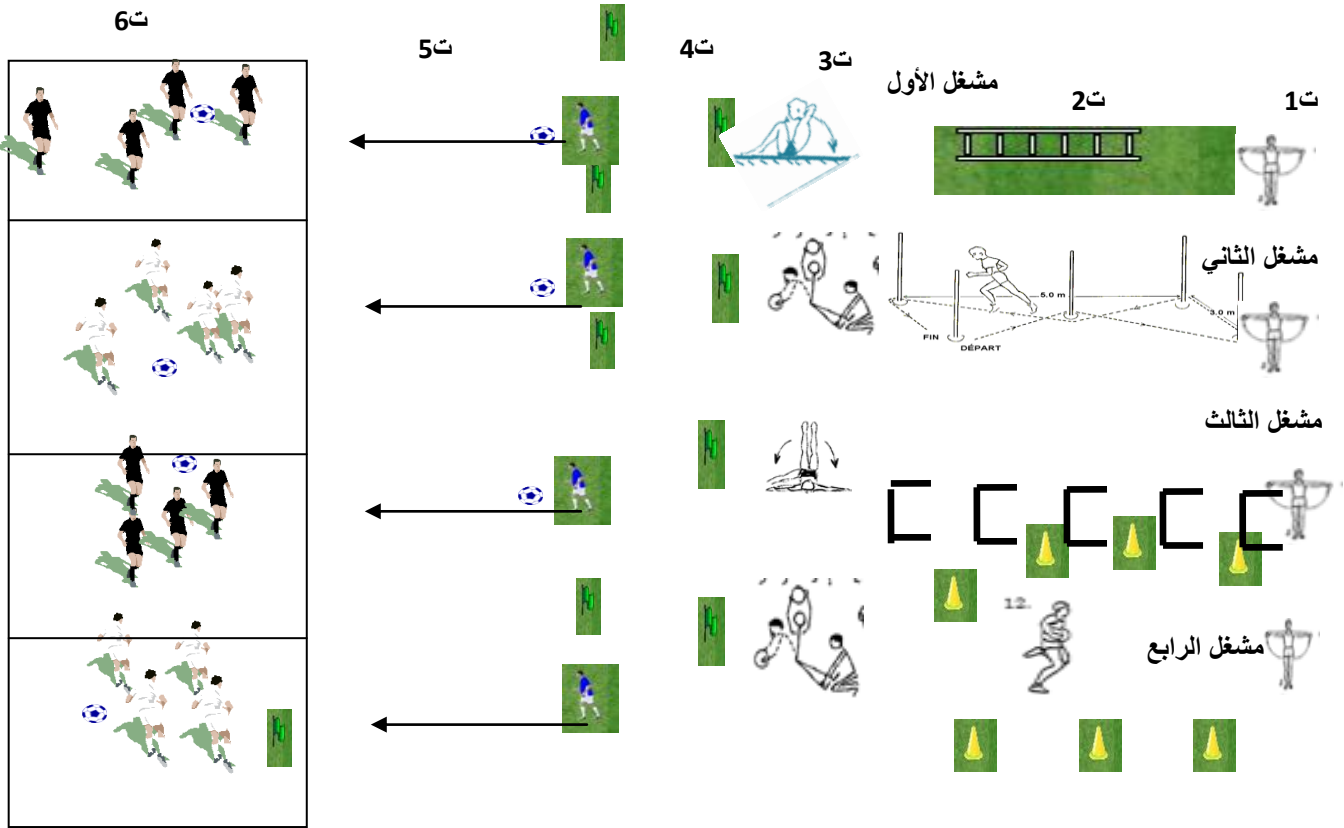 ت1
ت2
ت3
ت4
ت5
ت6
مشغل الأول
مشغل الثاني
5.0 m
3.0 m
FIN
DÉPART
مشغل الثالث
12.
مشغل الرابع